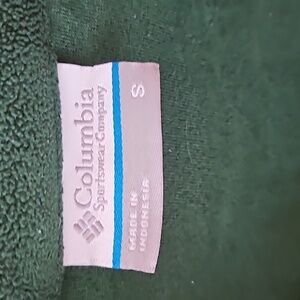 Columbia
Sportswear Company
S
MADE IN
INDONESIA